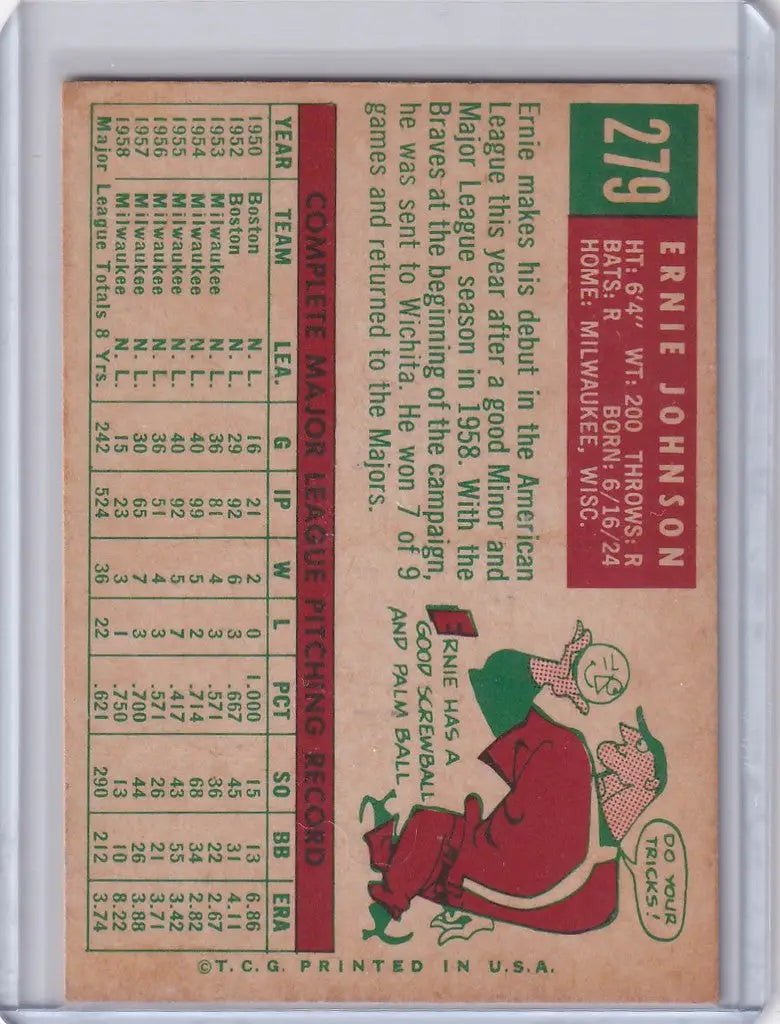 279
ERNIE JOHNSON
HT: 6'4" WT: 200 THROWS: R
BATS: R BORN: 6/16/24
HOME: MILWAUKEE, WISC.
Ernie makes his debut in the American
League this year after a good Minor and
Major League season in 1958. With the
Braves at the beginning of the campaign,
he was sent to Wichita. He won 7 of 9
games and returned to the Majors.
DO YOUR
TRICKS!
ERNIE HAS A
GOOD SCREWBALL
AND PALM BALL
COMPLETE MAJOR LEAGUE PITCHING RECORD
YEAR TEAM LEA. G IP W L PCT SO BB ERA
1950 Boston N. L. 16 21 2 0 1.000 15 13 6.86
1952 Boston N. L. 29 92 6 3 .667 45 31 4.11
1953 Milwaukee N. L. 36 81 4 3 .571 36 22 2.67
1954 Milwaukee N. L. 40 99 5 2 .714 68 34 2.82
1955 Milwaukee N. L. 40 92 5 7 .417 43 55 3.42
1956 Milwaukee N. L. 36 51 4 3 .571 26 21 3.71
1957 Milwaukee N. L. 30 65 7 3 .700 44 26 3.88
1958 Milwaukee N. L. 15 23 3 1 .750 13 10 8.22
Major League Totals 8 Yrs. 242 524 36 22 .621 290 212 3.74
©T.C.G. PRINTED IN U.S.A.